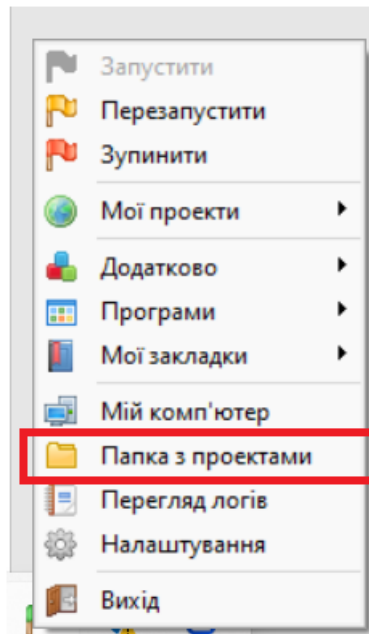 Запустити
Перезапустити
Зупинити
Мої проекти
Додатково
Програми
Мої закладки
Мій комп'ютер
Папка з проектами
Перегляд логів
Налаштування
Вихід